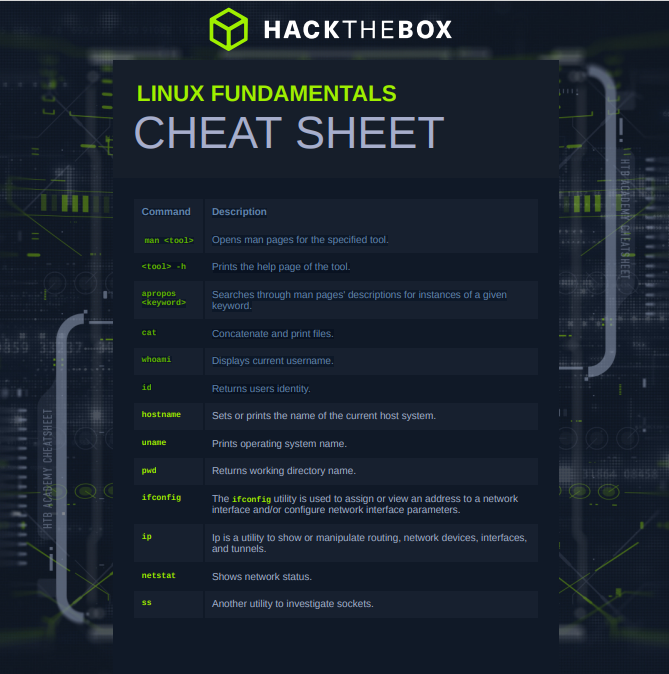 HACKTHEBOX
LINUX FUNDAMENTALS
CHEAT SHEET
Command Description
man <tool> Opens man pages for the specified tool.
<tool> -h Prints the help page of the tool.
apropos <keyword> Searches through man pages' descriptions for instances of a given
keyword.
cat Concatenate and print files.
whoami Displays current username.
id Returns users identity.
hostname Sets or prints the name of the current host system.
uname Prints operating system name.
pwd Returns working directory name.
ifconfig The ifconfig utility is used to assign or view an address to a network
interface and/or configure network interface parameters.
ip Ip is a utility to show or manipulate routing, network devices, interfaces,
and tunnels.
netstat Shows network status.
ss Another utility to investigate sockets.
HTB ACADEMY CHEATSHEET
HTB ACADEMY CHEATSHEET